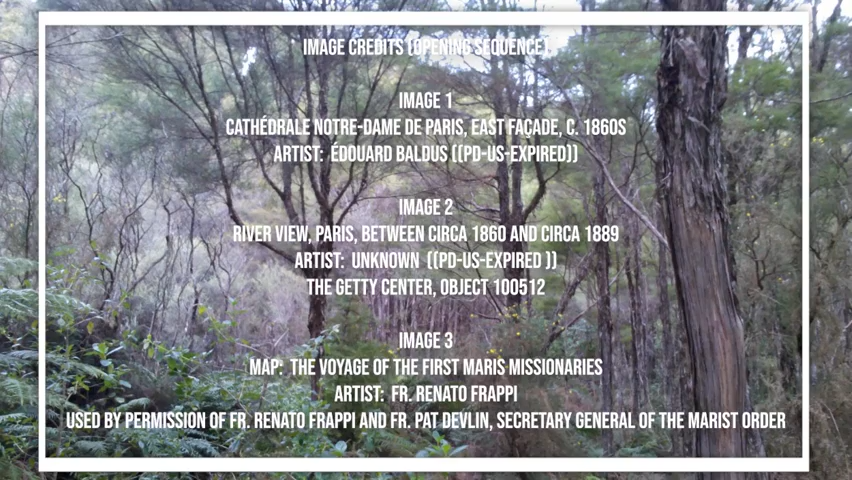 IMAGE CREDITS (OPENING SEQUENCE)
IMAGE 1
CATHÉDRALE NOTRE-DAME DE PARIS, EAST FAÇADE, C. 1860S
ARTIST: ÉDOUARD BALDUS ((PD-US-EXPIRED))
IMAGE 2
RIVER VIEW, PARIS, BETWEEN CIRCA 1860 AND CIRCA 1889
ARTIST: UNKNOWN ((PD-US-EXPIRED ))
THE GETTY CENTER, OBJECT 100512
IMAGE 3
MAP: THE VOYAGE OF THE FIRST MARIS MISSIONARIES
ARTIST: FR. RENATO FRAPPI
USED BY PERMISSION OF FR. RENATO FRAPPI AND FR. PAT DEVLIN, SECRETARY GENERAL OF THE MARIST ORDER